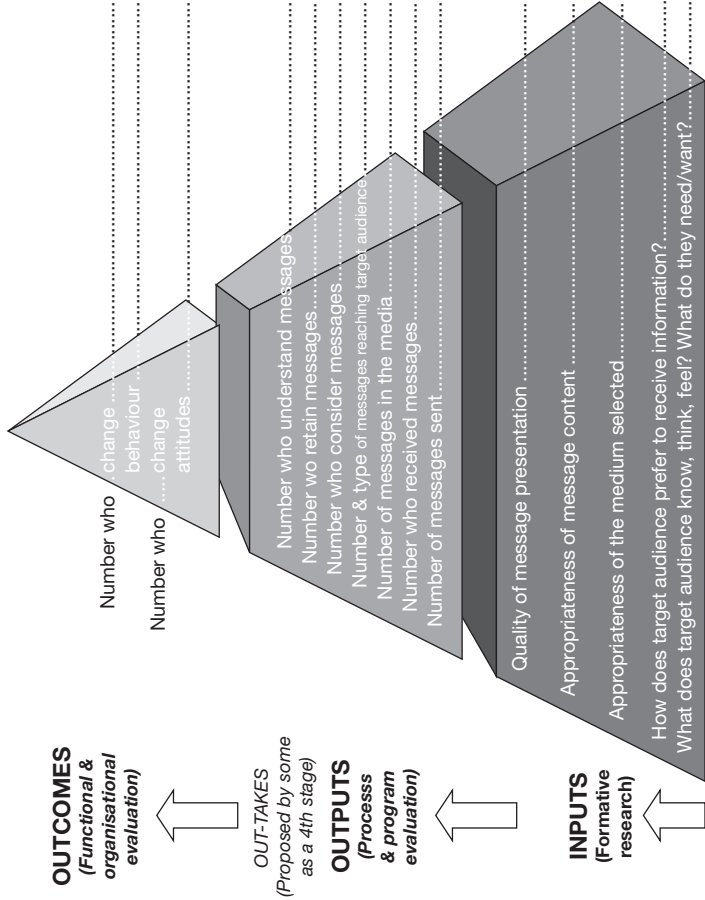 OUTCOMES
(Functional &
organisational
evaluation)
OUT-TAKES
(Proposed by some
as a 4th stage)
OUTPUTS
(Processs
& program
evaluation)
INPUTS
(Formative
research)
Number who change
behaviour
Number who change
attitudes
Number who understand messages
Number wo retain messages
Number who consider messages
Number & type of messages reaching target audience
Number of messages in the media
Number who received messages
Number of messages sent
Quality of message presentation
Appropriateness of message content
Appropriateness of the medium selected
How does target audience prefer to receive information?
What does target audience know, think, feel? What do they need/want?